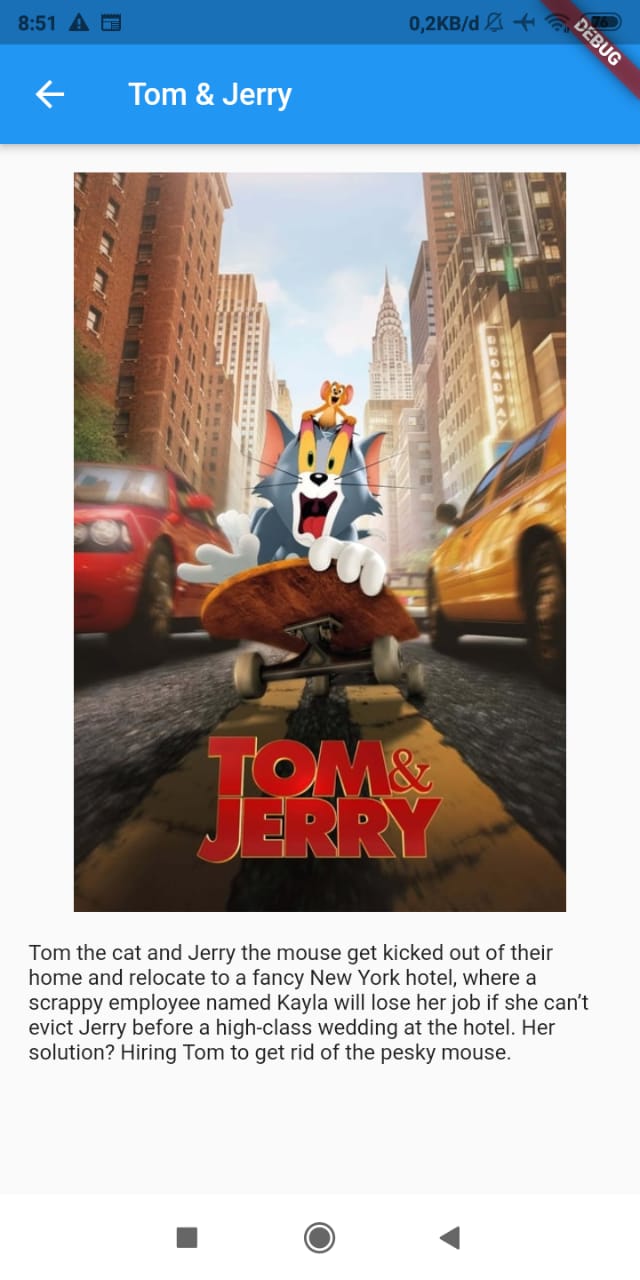 8:51
0,2KB/d
76
DEBUG
Tom & Jerry
BROADWAY
TOM&
JERRY
Tom the cat and Jerry the mouse get kicked out of their
home and relocate to a fancy New York hotel, where a
scrappy employee named Kayla will lose her job if she can’t
evict Jerry before a high-class wedding at the hotel. Her
solution? Hiring Tom to get rid of the pesky mouse.